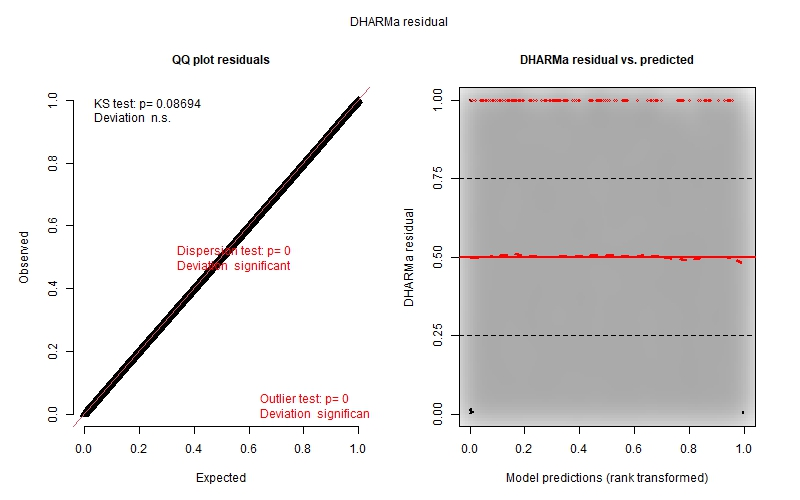 DHARMa residual
QQ plot residuals
KS test: p= 0.08694
Deviation n.s.
Dispersion test: p= 0
Deviation significant
Outlier test: p= 0
Deviation significan
Observed
0.0 0.2 0.4 0.6 0.8 1.0
0.0 0.2 0.4 0.6 0.8 1.0
Expected
DHARMa residual vs. predicted
DHARMa residual
0.00 0.25 0.50 0.75 1.00
0.0 0.2 0.4 0.6 0.8 1.0
Model predictions (rank transformed)